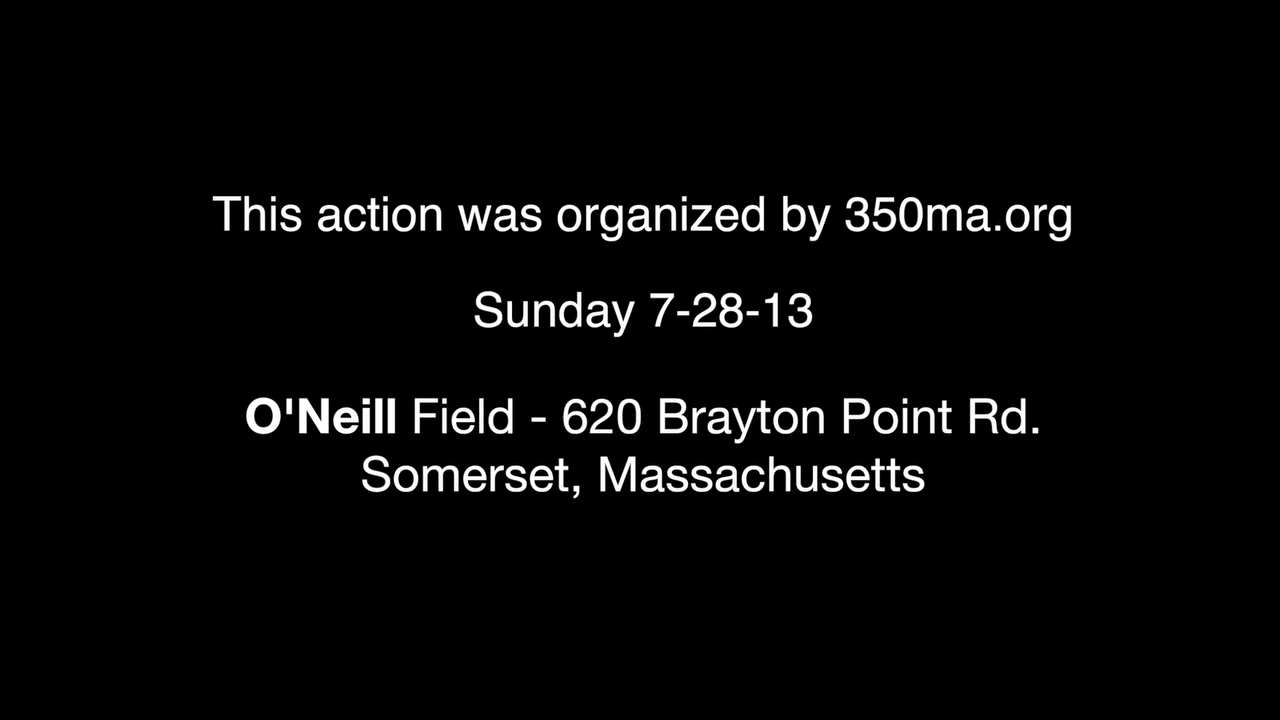 This action was organized by 350ma.org
Sunday 7-28-13
O'Neill Field - 620 Brayton Point Rd.
Somerset, Massachusetts